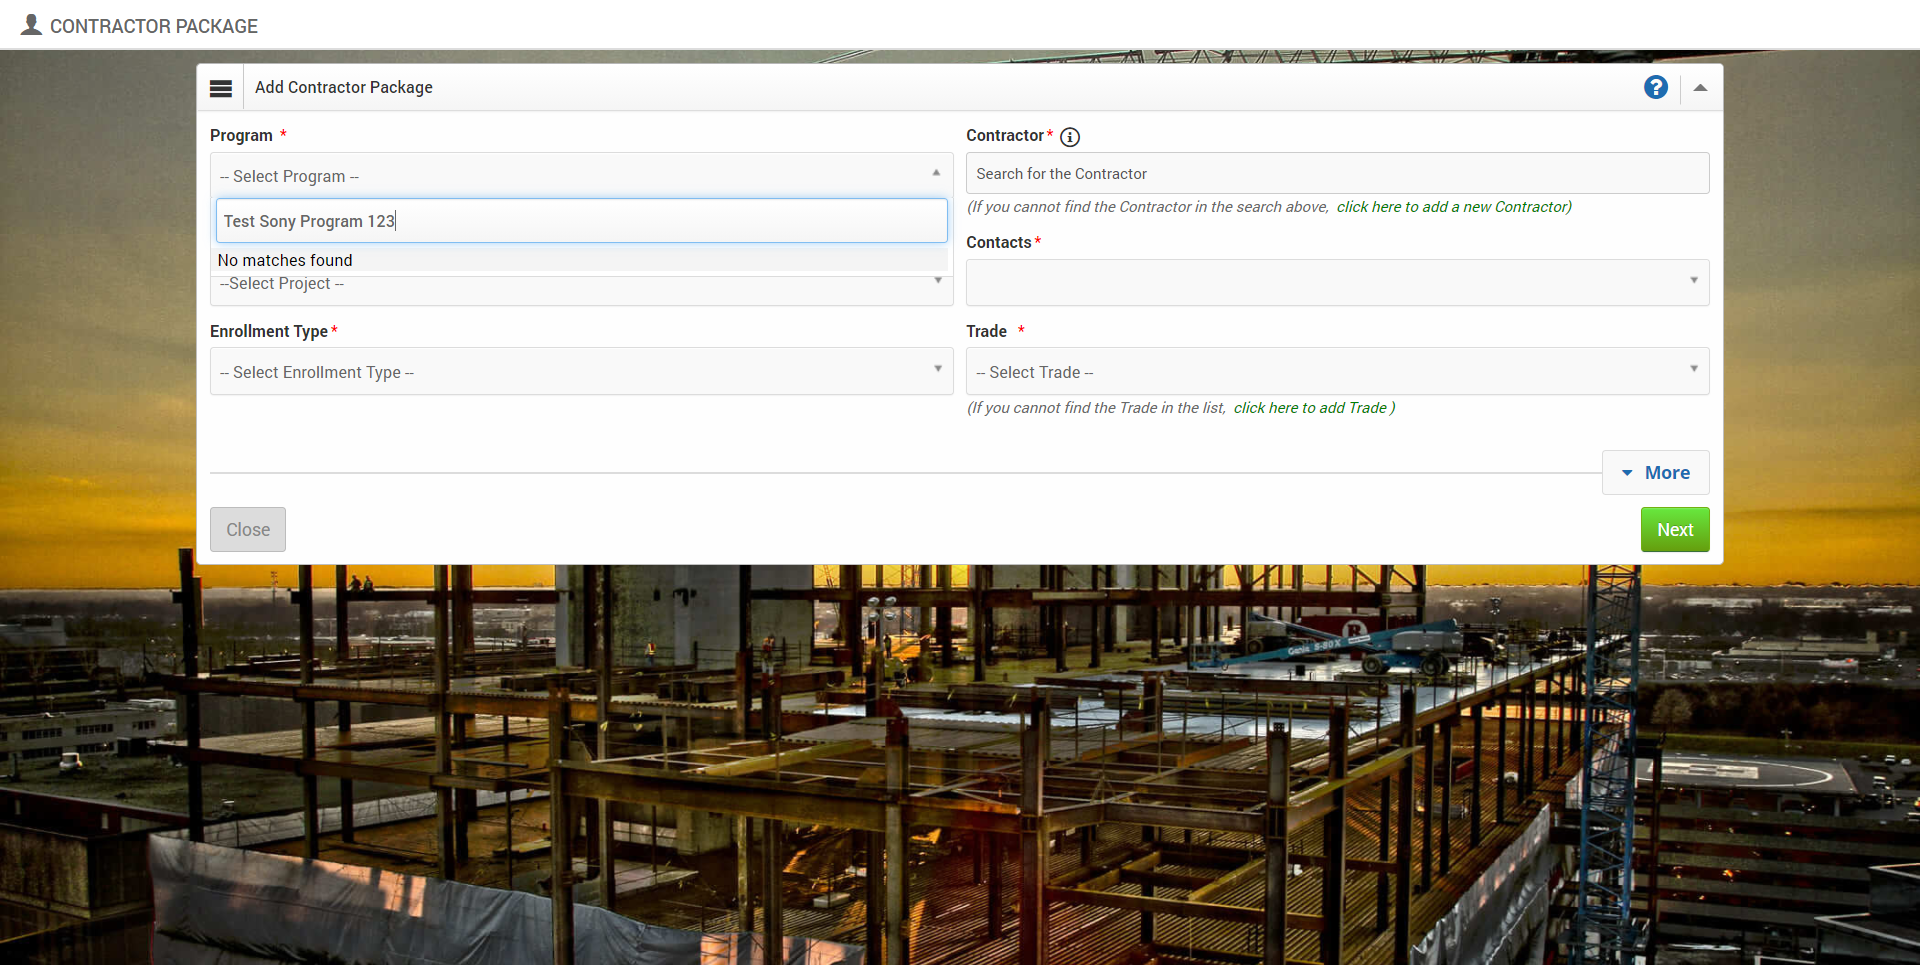 CONTRACTOR PACKAGE
Add Contractor Package
?
Program *
-- Select Program --
Test Sony Program 123
No matches found
--Select Project --
Enrollment Type *
-- Select Enrollment Type --
Contractor * i
Search for the Contractor
(If you cannot find the Contractor in the search above, click here to add a new Contractor)
Contacts *
Trade *
-- Select Trade --
(If you cannot find the Trade in the list, click here to add Trade )
More
Close
Next
Genie S-80X